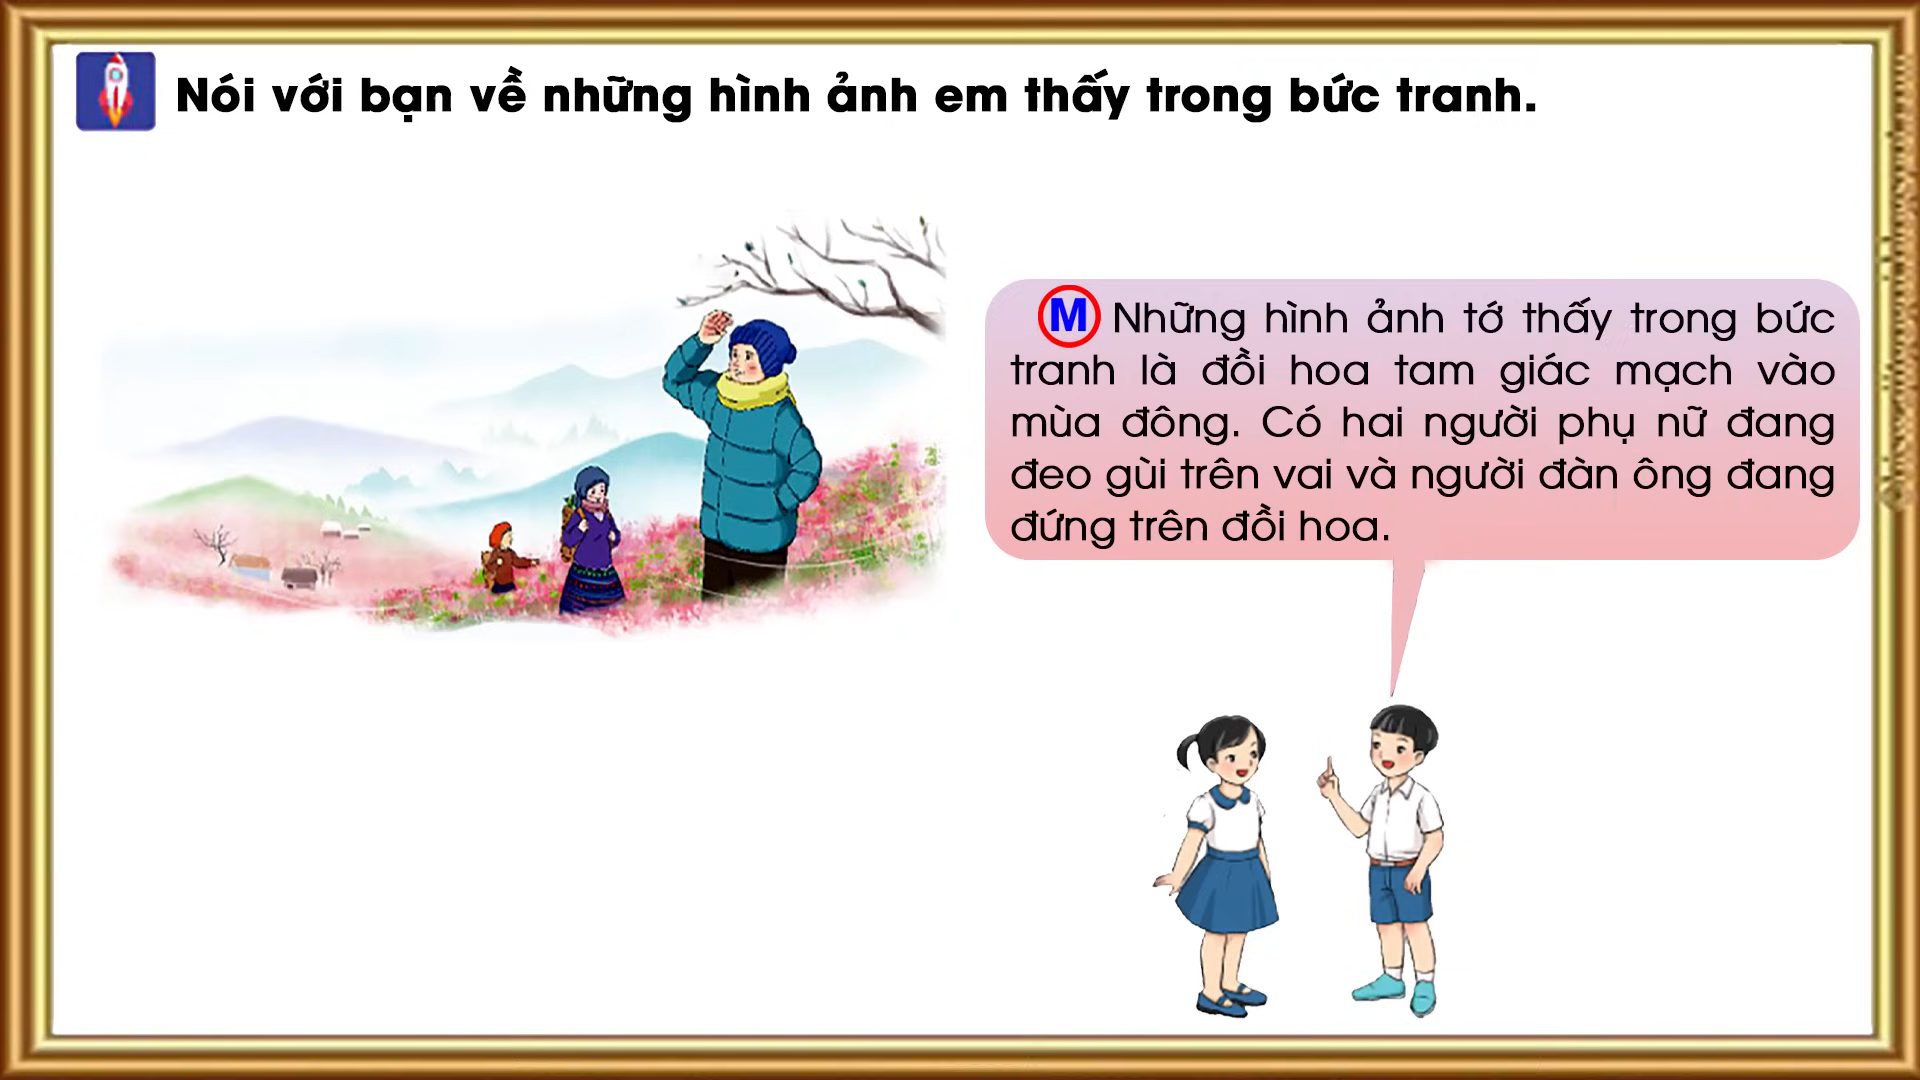 Nói với bạn về những hình ảnh em thấy trong bức tranh.
M Những hình ảnh tớ thấy trong bức
tranh là đồi hoa tam giác mạch vào
mùa đông. Có hai người phụ nữ đang
đeo gùi trên vai và người đàn ông đang
đứng trên đồi hoa.